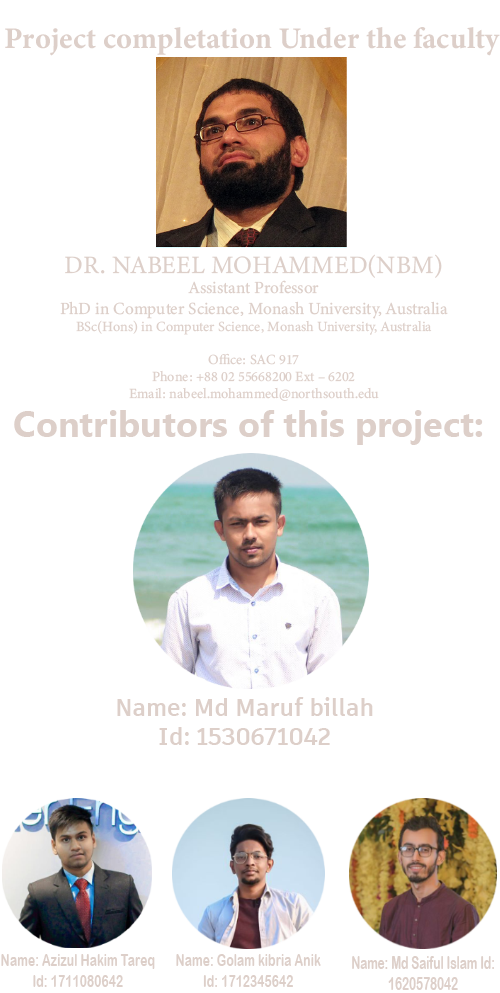 Project completation Under the faculty
DR. NABEEL MOHAMMED(NBM)
Assistant Professor
PhD in Computer Science, Monash University, Australia
BSc(Hons) in Computer Science, Monash University, Australia
Office: SAC 917
Phone: +88 02 55668200 Ext – 6202
Email: nabeel.mohammed@northsouth.edu
Contributors of this project:
Name: Md Maruf billah
Id: 1530671042
Name: Azizul Hakim Tareq
Id: 1711080642
Name: Golam kibria Anik
Id: 1712345642
Name: Md Saiful Islam Id:
1620578042